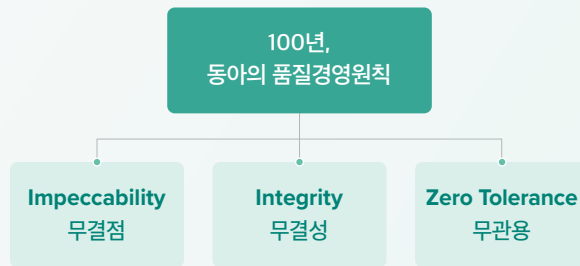 100년,
동아의 품질경영원칙
Impeccability
무결점
Integrity
무결성
Zero Tolerance
무관용